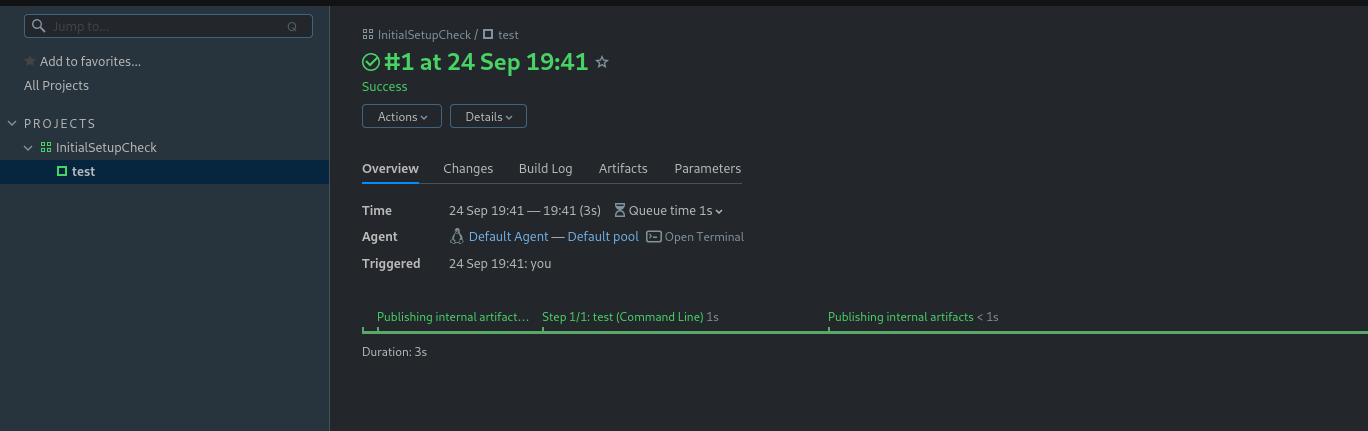 Jump to... Q
Add to favorites...
All Projects
PROJECTS
InitialSetupCheck
test
InitialSetupCheck / test
#1 at 24 Sep 19:41
Success
Actions
Details
Overview Changes Build Log Artifacts Parameters
Time 24 Sep 19:41 — 19:41 (3s) Queue time 1s
Agent Default Agent — Default pool Open Terminal
Triggered 24 Sep 19:41: you
Publishing internal artifact... Step 1/1: test (Command Line) 1s Publishing internal artifacts < 1s
Duration: 3s